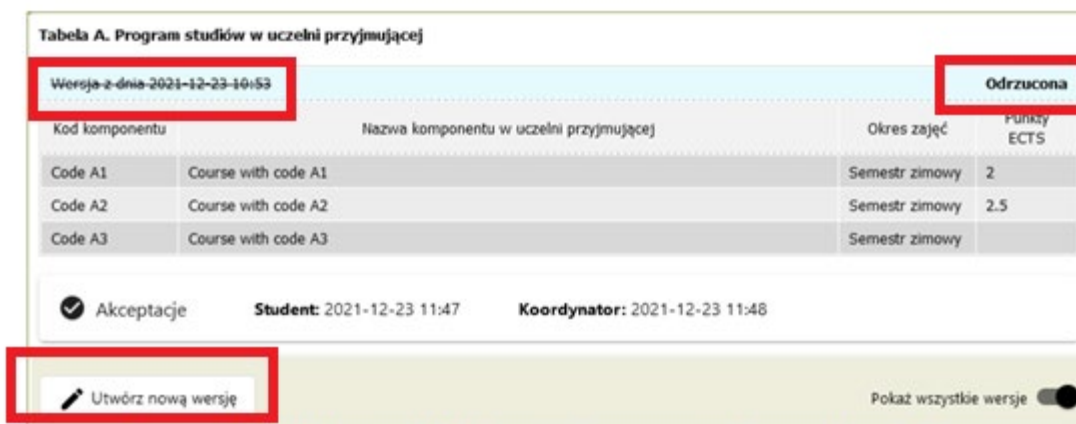 Tabela A. Program studiów w uczelni przyjmującej
Wersja z dnia 2021-12-23 10:53 Odrzucona
Kod komponentu Nazwa komponentu w uczelni przyjmującej Okres zajęć Punkty ECTS
Code A1 Course with code A1 Semestr zimowy 2
Code A2 Course with code A2 Semestr zimowy 2.5
Code A3 Course with code A3 Semestr zimowy
Akceptacje Student: 2021-12-23 11:47 Koordynator: 2021-12-23 11:48
Utwórz nową wersję Pokaż wszystkie wersje